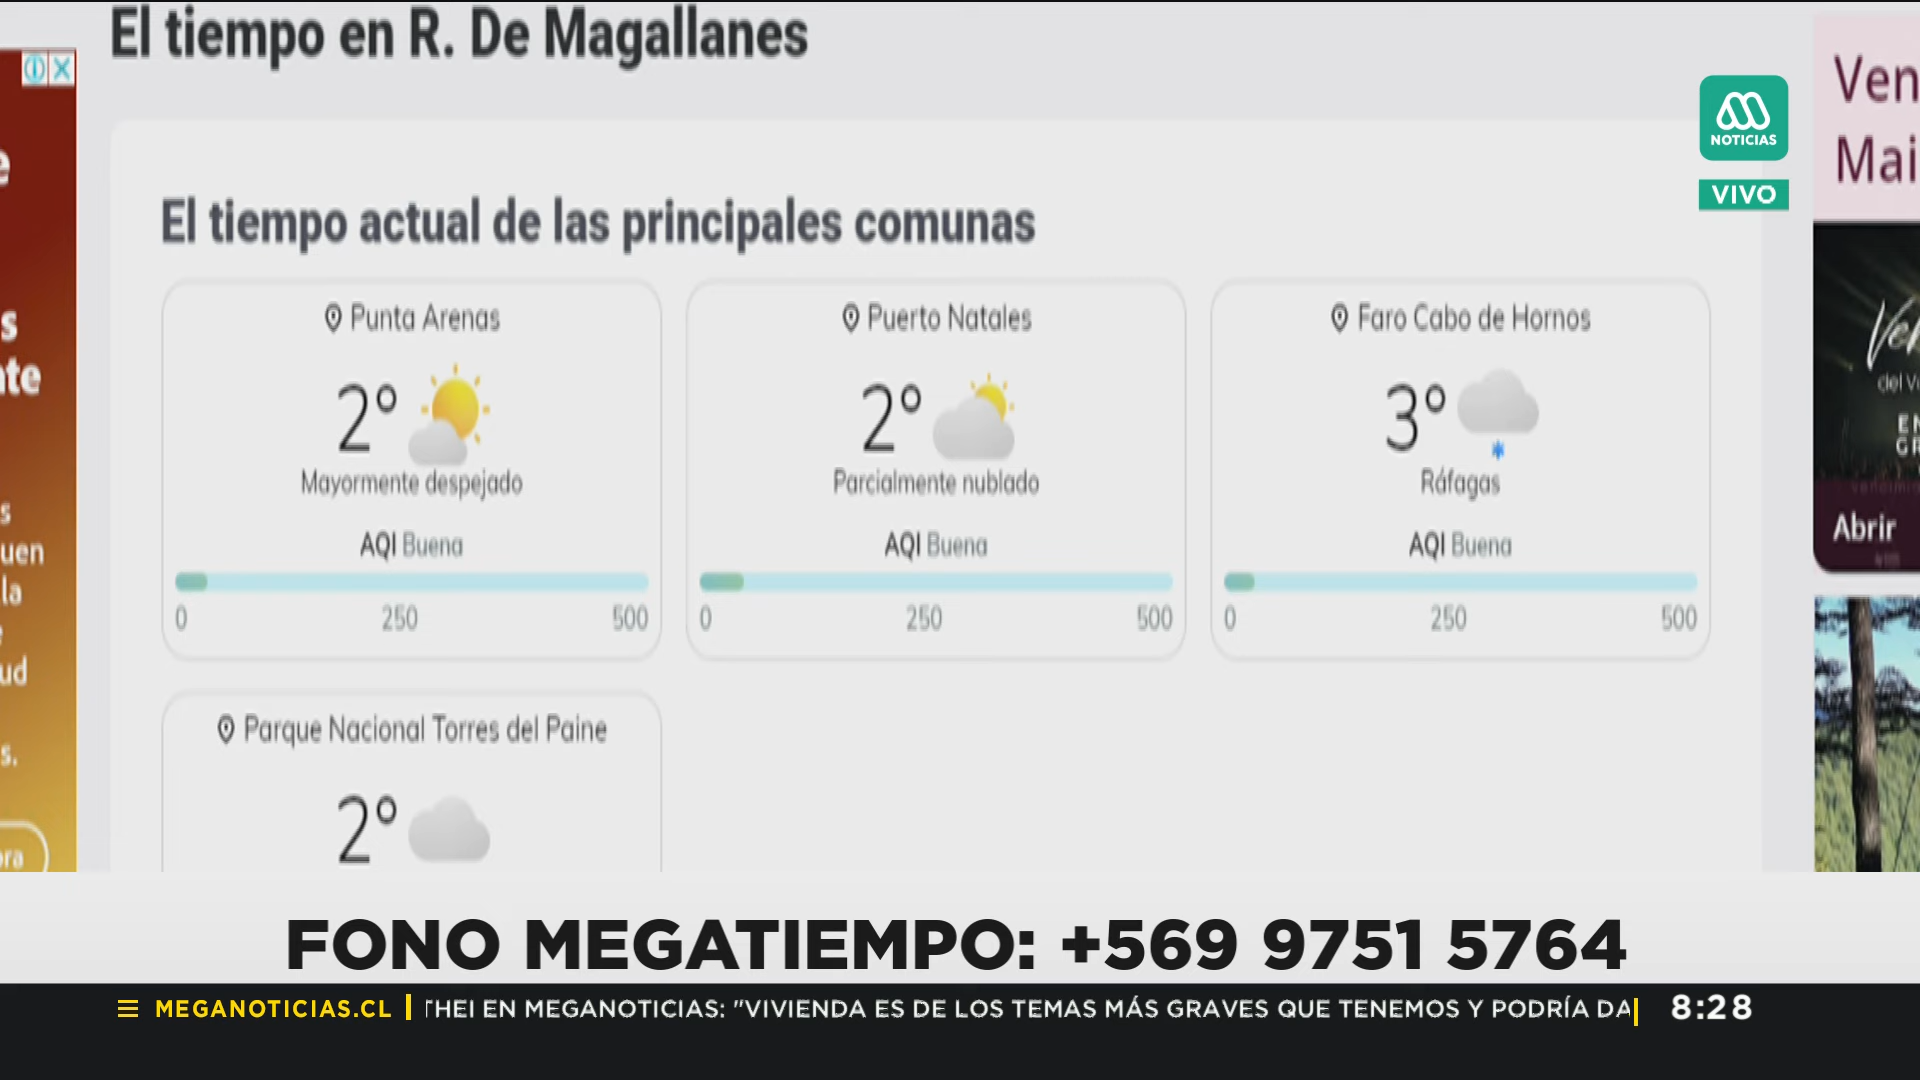 El tiempo en R. De Magallanes
NOTICIAS
VIVO
El tiempo actual de las principales comunas
Punta Arenas
2°
Mayormente despejado
AQI Buena
0 250 500
Puerto Natales
2°
Parcialmente nublado
AQI Buena
0 250 500
Faro Cabo de Hornos
3°
Ráfagas
AQI Buena
0 250 500
Parque Nacional Torres del Paine
2°
Abrir
FONO MEGATIEMPO: +569 9751 5764
MEGANOTICIAS.CL
THEI EN MEGANOTICIAS: "VIVIENDA ES DE LOS TEMAS MÁS GRAVES QUE TENEMOS Y PODRÍA DA
8:28